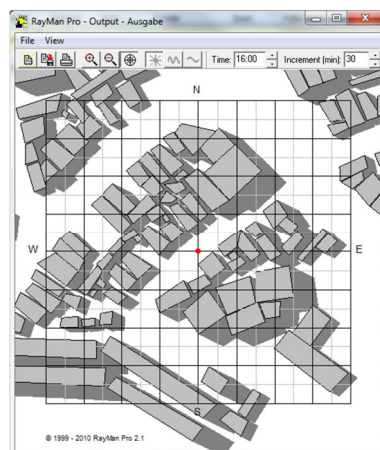 RayMan Pro - Output - Ausgabe
File View
Time: 16:00 Increment (min): 30
N
W E
S
© 1999 - 2010 RayMan Pro 2.1